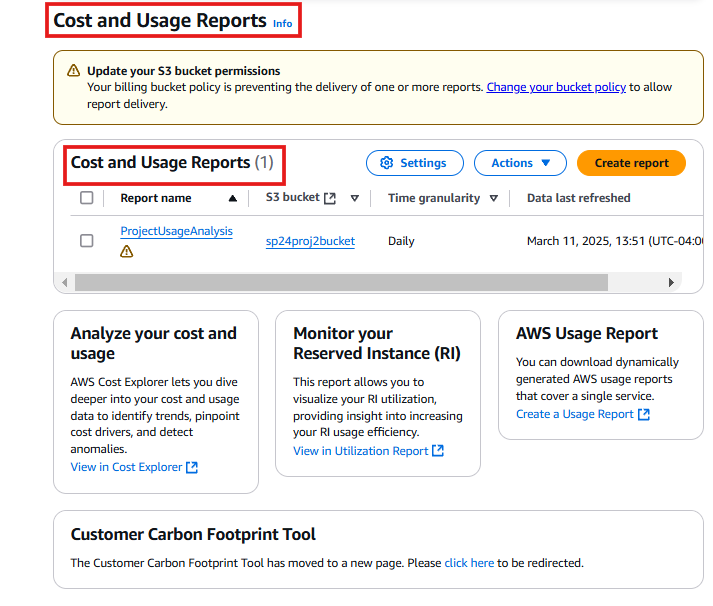 Cost and Usage Reports Info
Update your S3 bucket permissions
Your billing bucket policy is preventing the delivery of one or more reports. Change your bucket policy to allow
report delivery.
Cost and Usage Reports (1)
Settings
Actions
Create report
Report name
S3 bucket
Time granularity
Data last refreshed
ProjectUsageAnalysis
sp24proj2bucket
Daily
March 11, 2025, 13:51 (UTC-04:00
Analyze your cost and
usage
AWS Cost Explorer lets you dive
deeper into your cost and usage
data to identify trends, pinpoint
cost drivers, and detect
anomalies.
View in Cost Explorer
Monitor your
Reserved Instance (RI)
This report allows you to
visualize your RI utilization,
providing insight into increasing
your RI usage efficiency.
View in Utilization Report
AWS Usage Report
You can download dynamically
generated AWS usage reports
that cover a single service.
Create a Usage Report
Customer Carbon Footprint Tool
The Customer Carbon Footprint Tool has moved to a new page. Please click here to be redirected.